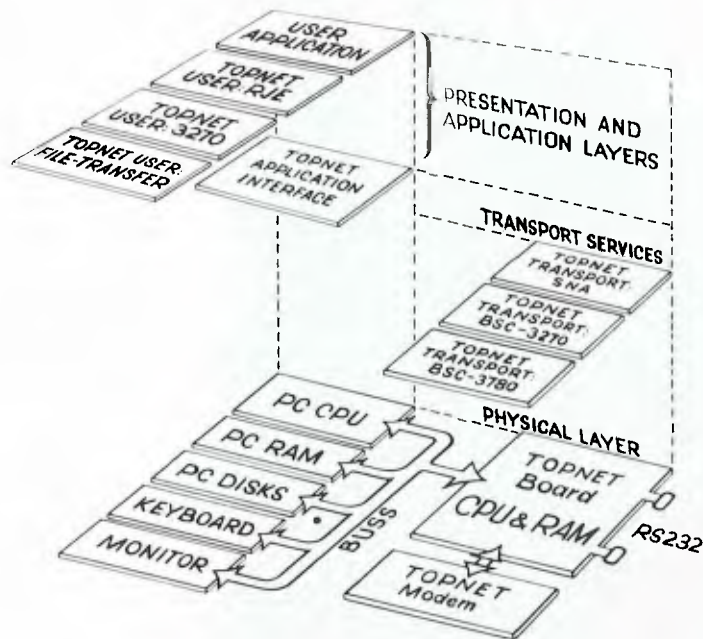 USER
APPLICATION
TOPNET
USER: RJE
TOPNET
USER: 3270
TOPNET USER:
FILE-TRANSFER
TOPNET
APPLICATION
INTERFACE
PRESENTATION AND
APPLICATION LAYERS
TRANSPORT SERVICES
TOPNET
TRANSPORT:
SNA
TOPNET
TRANSPORT:
BSC-3270
TOPNET
TRANSPORT:
BSC-3780
PHYSICAL LAYER
PC CPU
PC RAM
PC DISKS
KEYBOARD
MONITOR
BUSS
TOPNET
Board
CPU & RAM
RS232
TOPNET
Modem